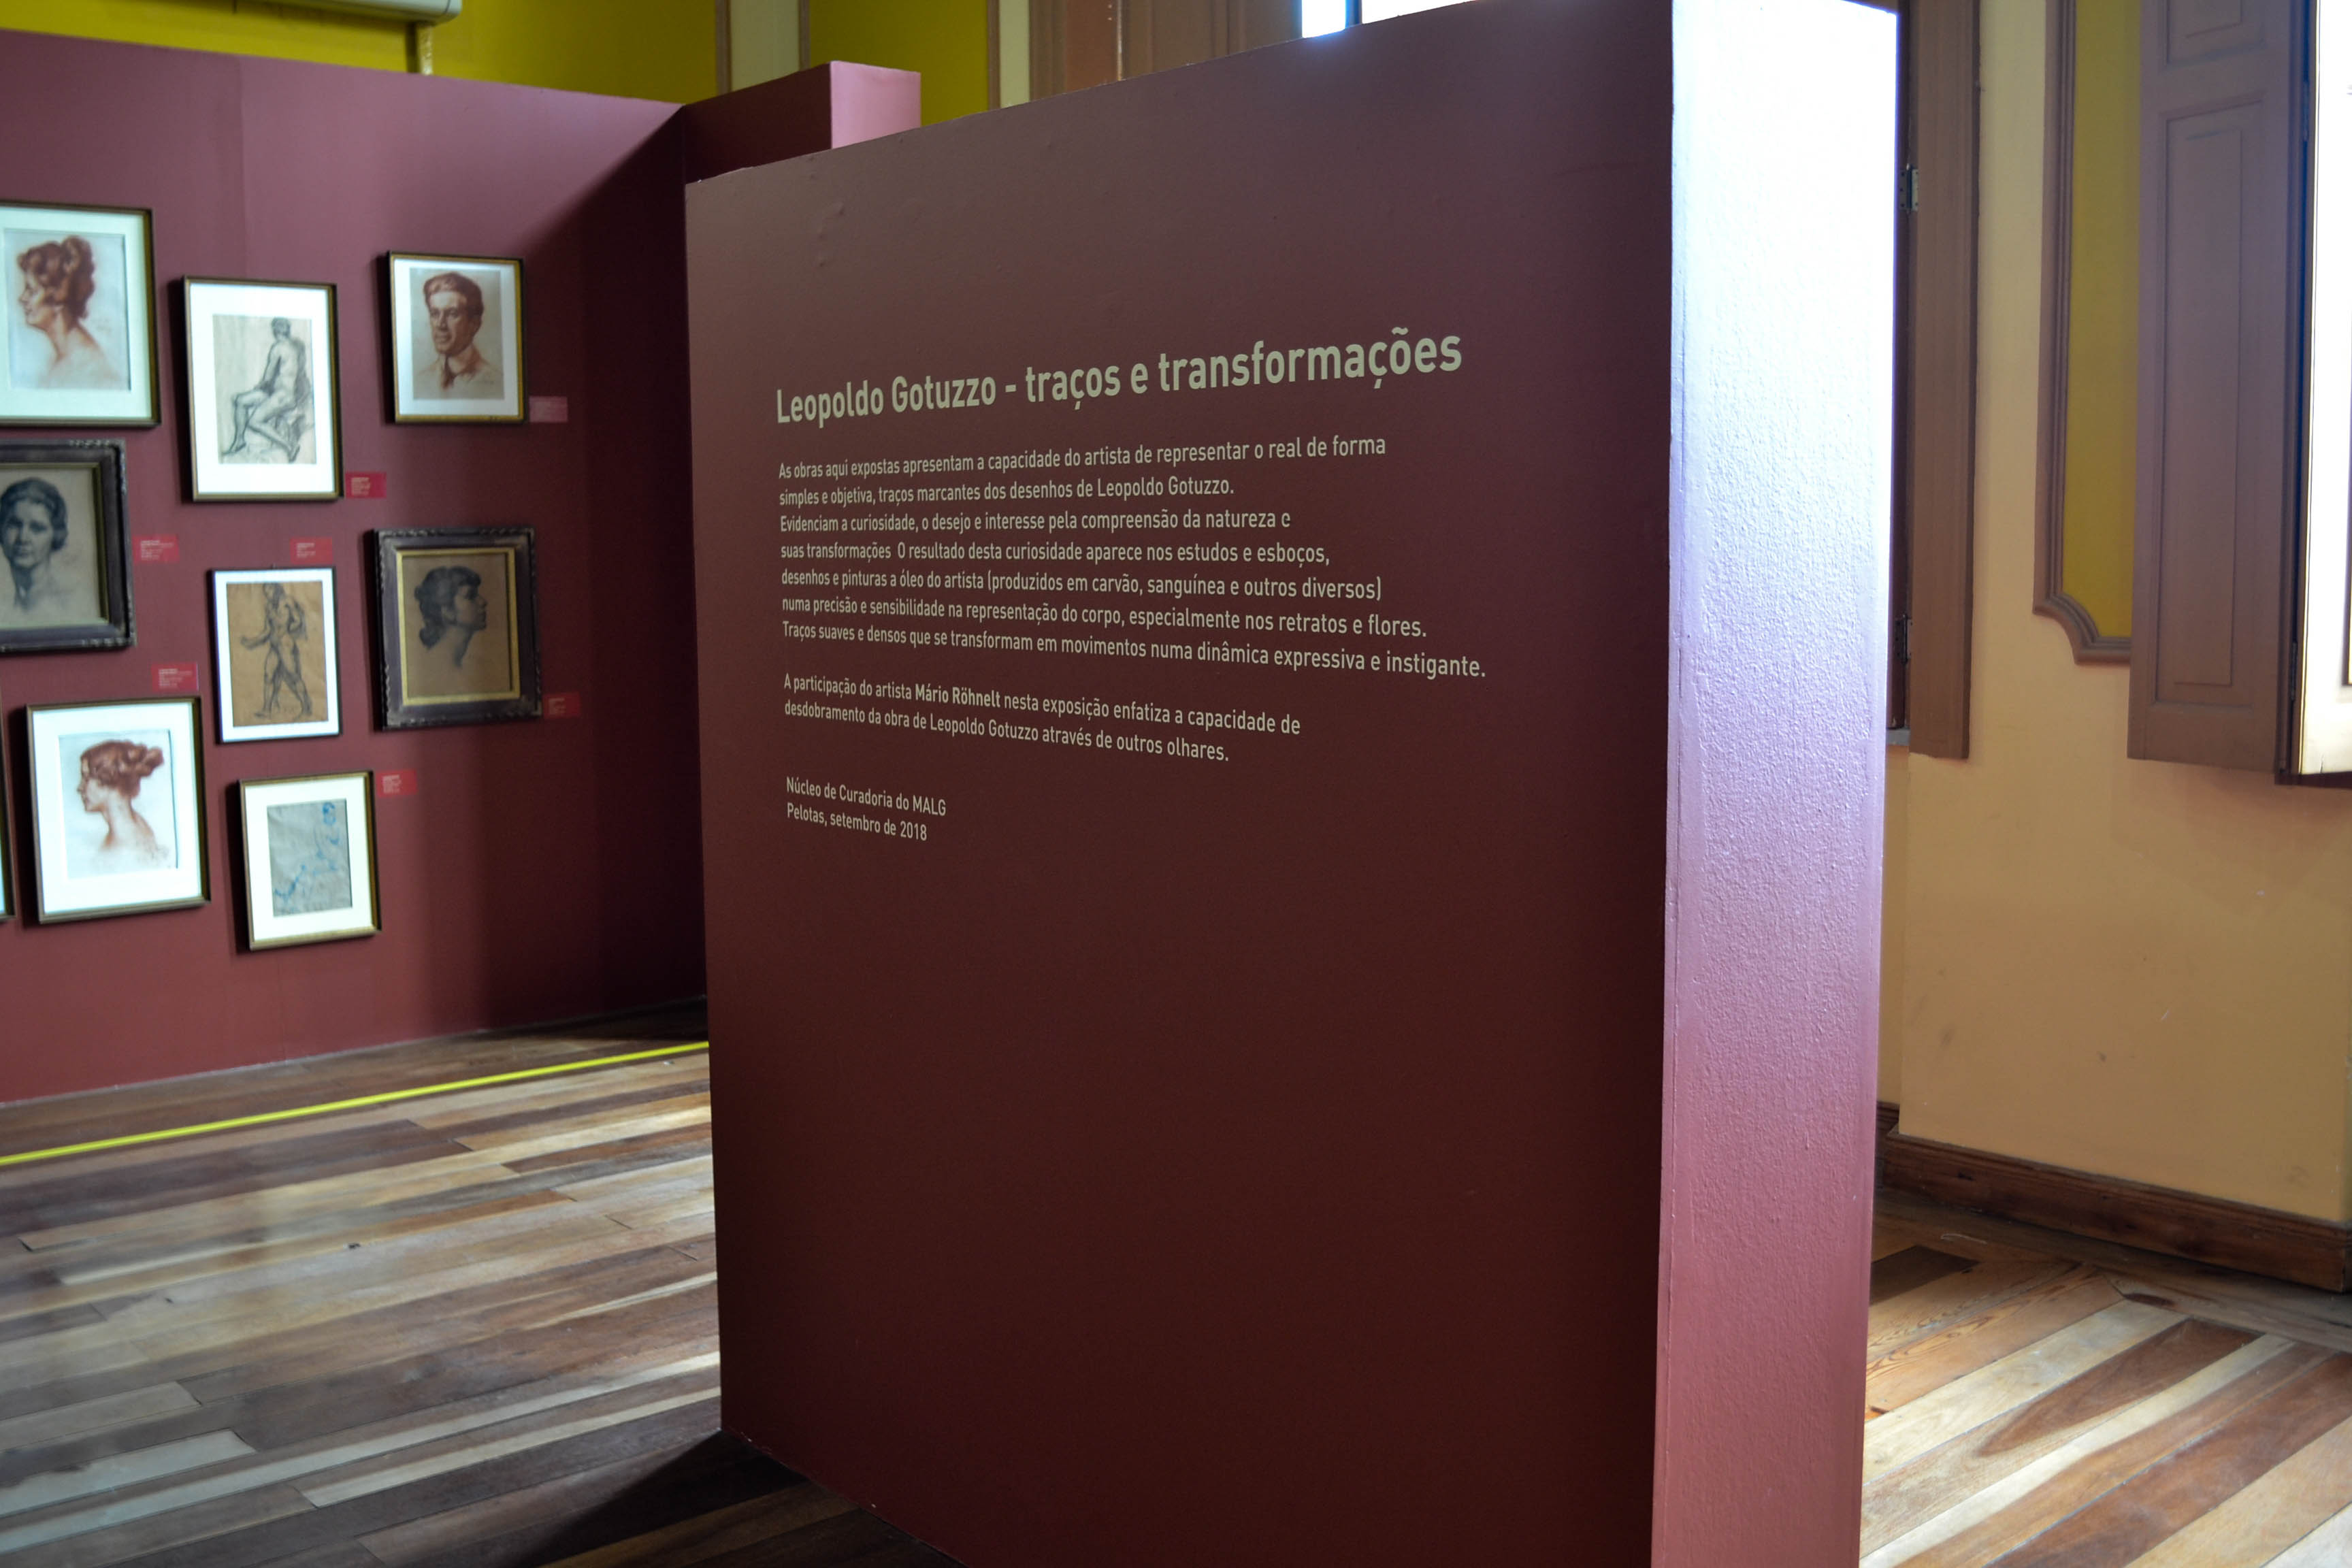 Leopoldo Gotuzzo - traços e transformações
As obras aqui expostas apresentam a capacidade do artista de representar o real de forma
simples e objetiva, traços marcantes dos desenhos de Leopoldo Gotuzzo.
Evidenciam a curiosidade, o desejo e interesse pela compreensão da natureza e
suas transformações O resultado desta curiosidade aparece nos estudos e esboços,
desenhos e pinturas a óleo do artista (produzidos em carvão, sanguínea e outros diversos)
numa precisão e sensibilidade na representação do corpo, especialmente nos retratos e flores.
Traços suaves e densos que se transformam em movimentos numa dinâmica expressiva e instigante.
A participação do artista Mário Röhnelt nesta exposição enfatiza a capacidade de
desdobramento da obra de Leopoldo Gotuzzo através de outros olhares.
Núcleo de Curadoria do MALG
Pelotas, setembro de 2018